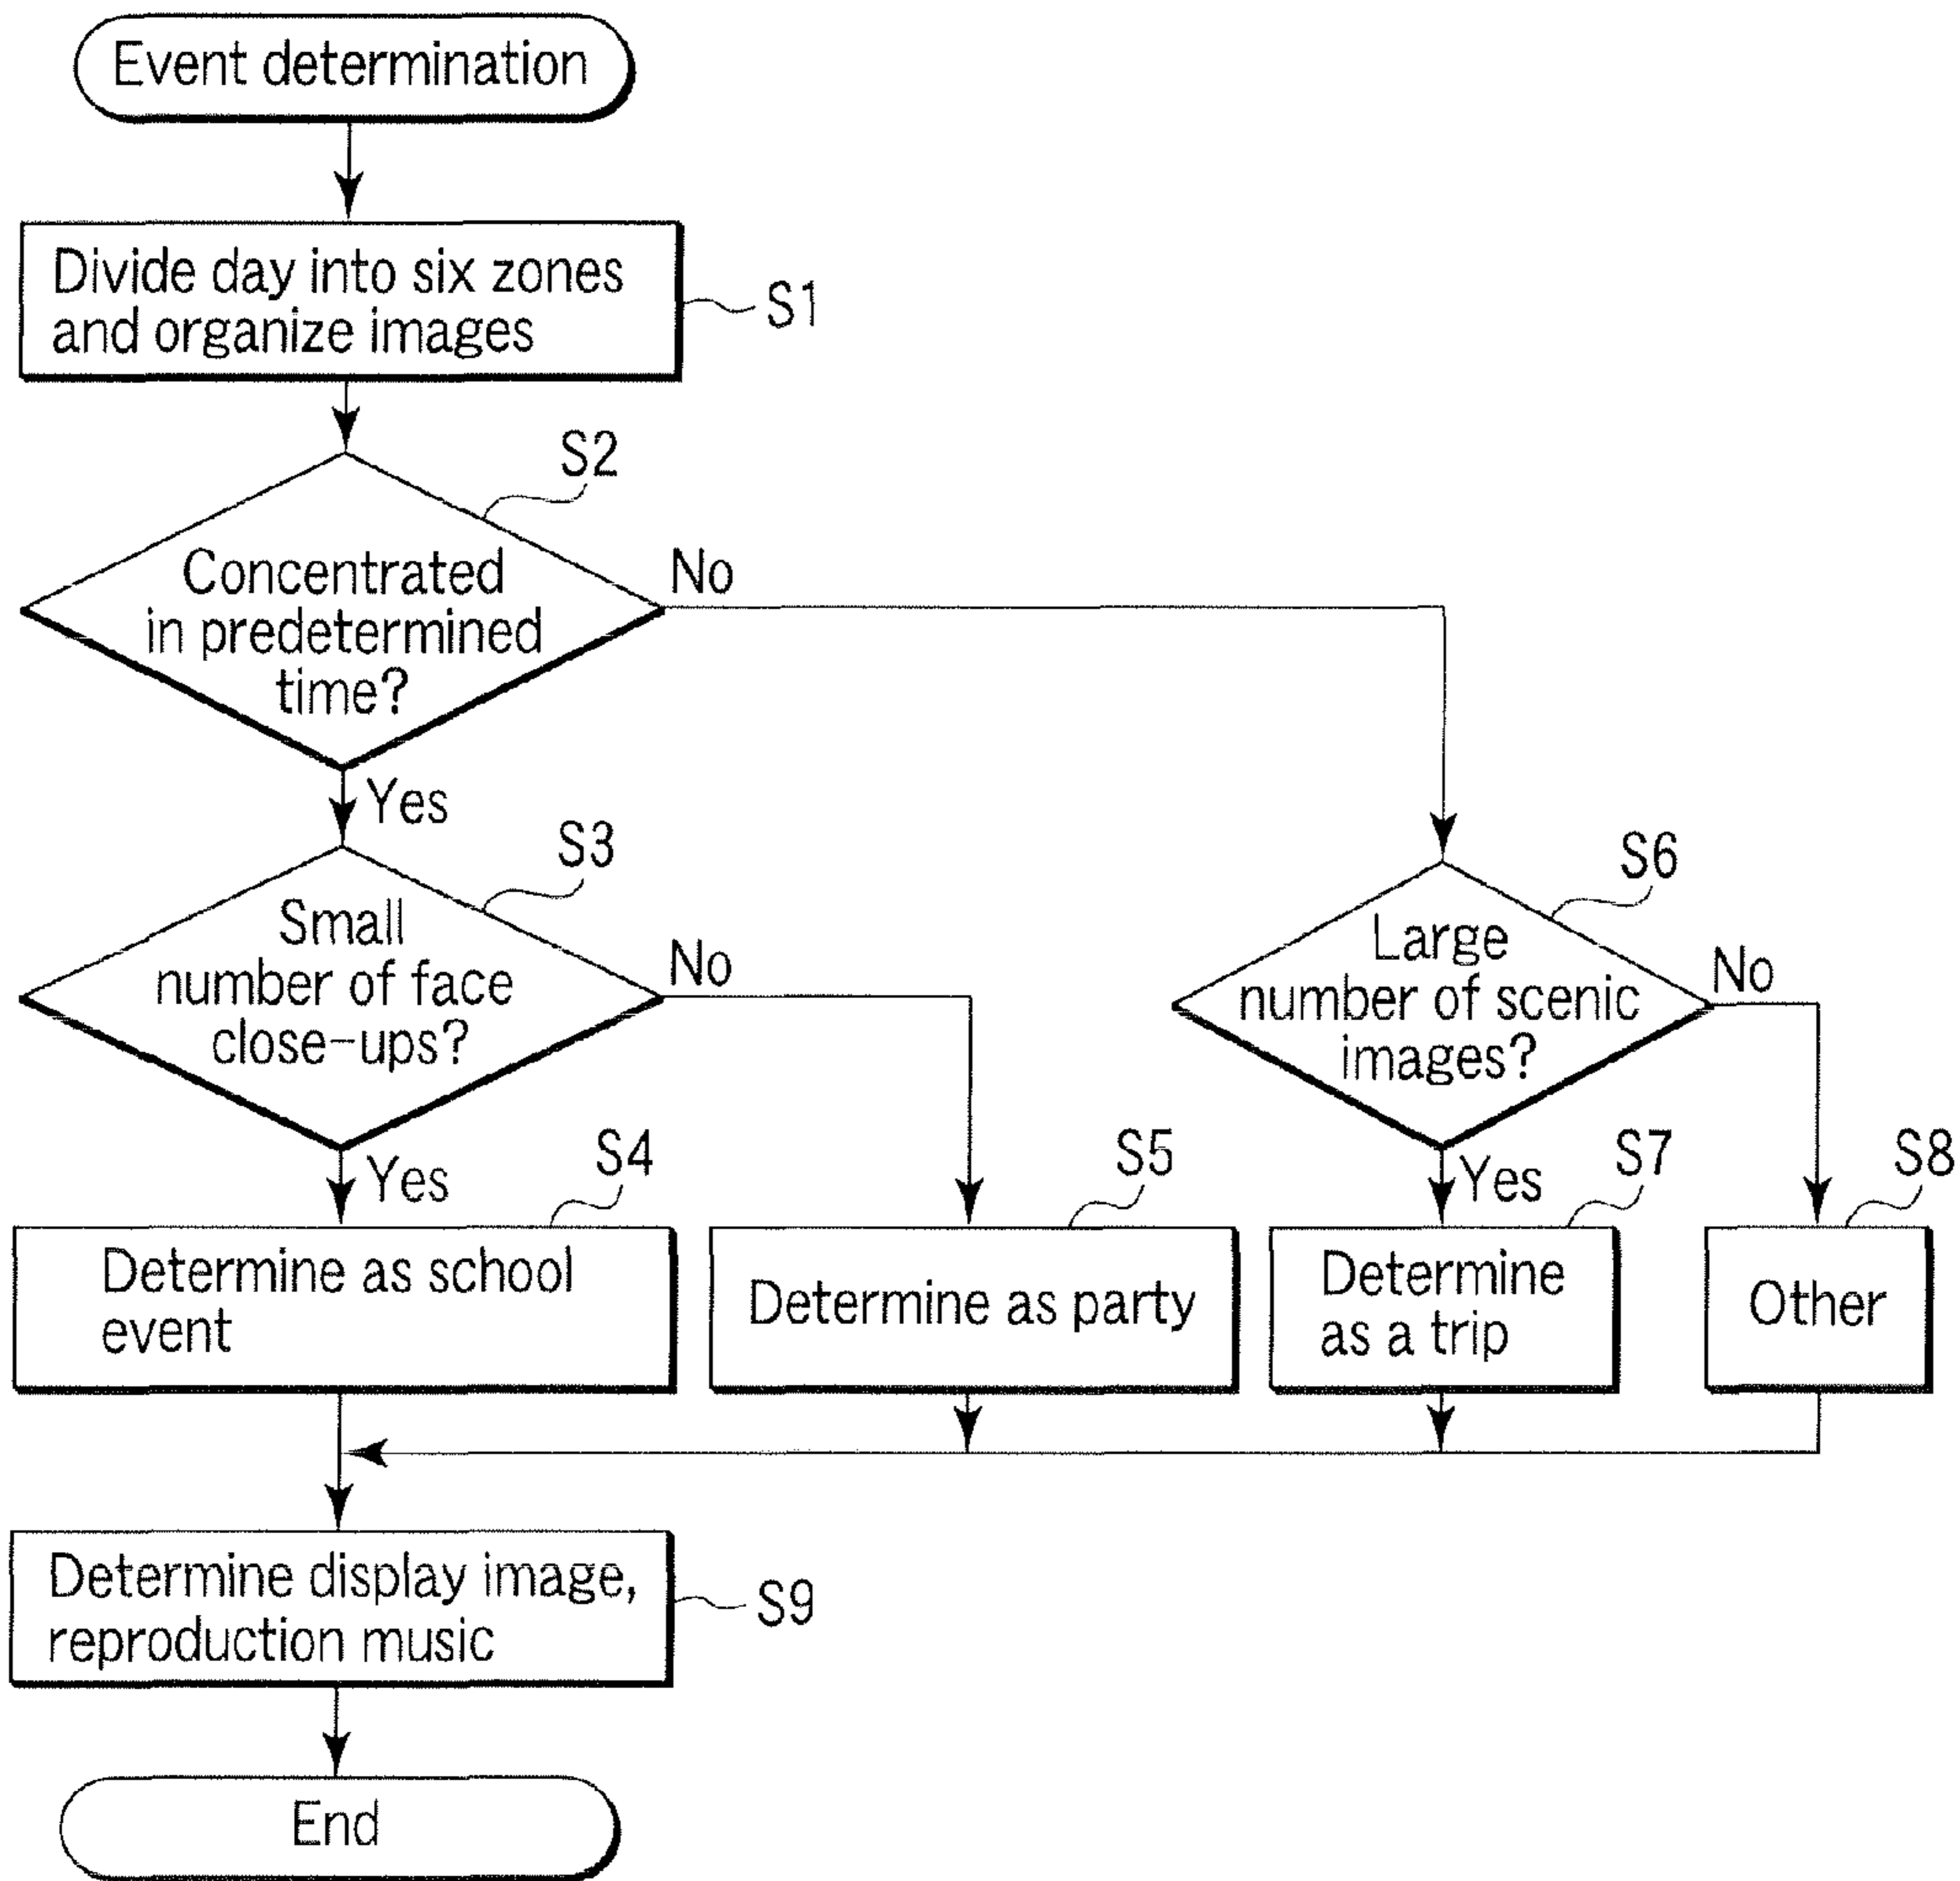 Event determination
Divide day into six zones
and organize images
S1
S2
Concentrated
in predetermined
time?
No
Yes
S3
Small
number of face
close-ups?
No
Yes
S6
Large
number of scenic
images?
No
Yes
S4
Determine as school
event
S5
Determine as party
S7
Determine
as a trip
S8
Other
Determine display image,
reproduction music
S9
End